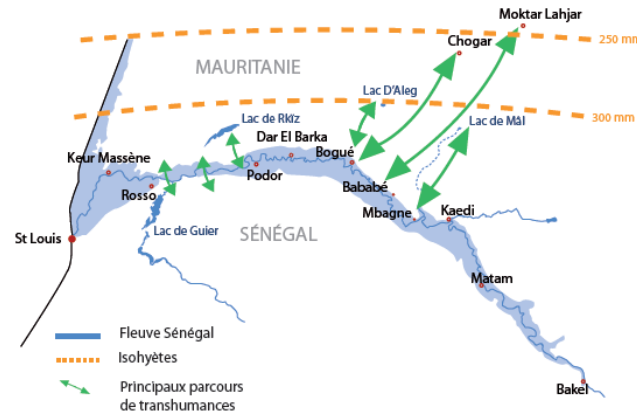 Moktar Lahjar
250 mm
Chogar
MAURITANIE
Lac D'Aleg
300 mm
Lac de Rkïz
Lac de Mâl
Dar El Barka
Keur Massène
Bogué
Podor
Rosso
Bababé
Mbagne
Kaedi
St Louis
Lac de Guier
SÉNÉGAL
Matam
Bakel
Fleuve Sénégal
Isohyètes
Principaux parcours
de transhumances